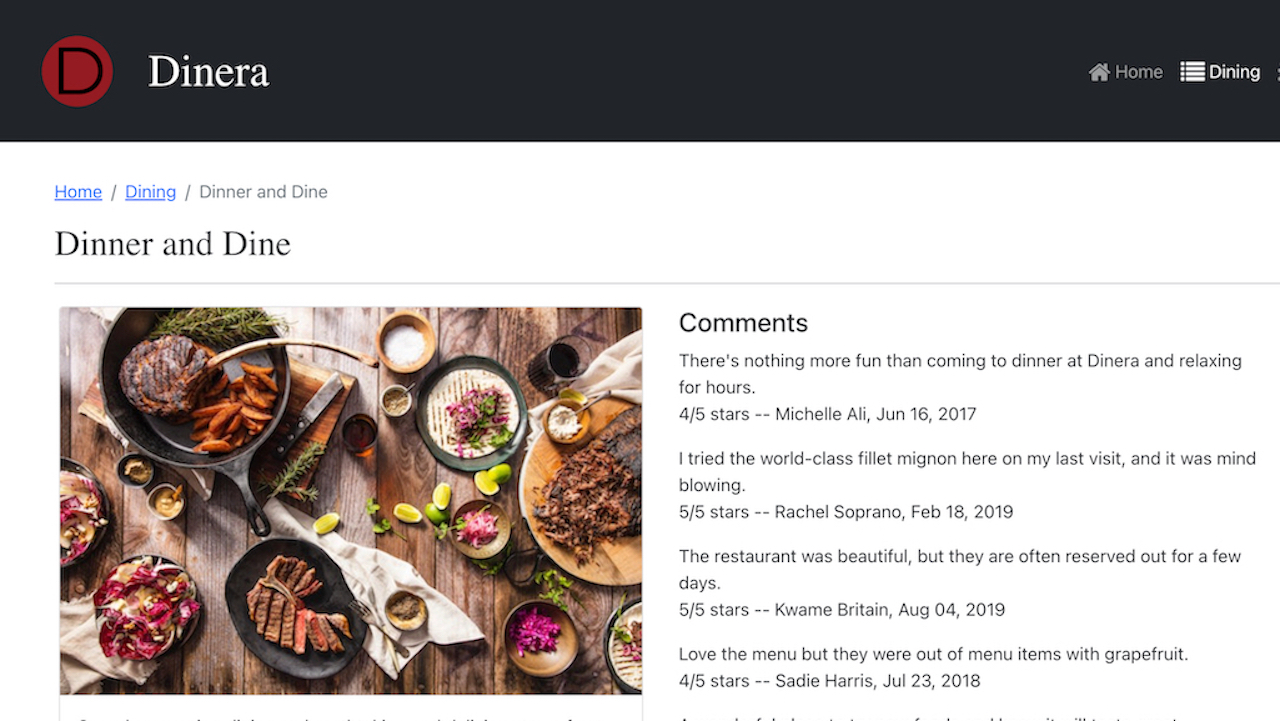 D
Dinera
Home
Dining
Home / Dining / Dinner and Dine
Dinner and Dine
Comments
There's nothing more fun than coming to dinner at Dinera and relaxing
for hours.
4/5 stars -- Michelle Ali, Jun 16, 2017
I tried the world-class fillet mignon here on my last visit, and it was mind
blowing.
5/5 stars -- Rachel Soprano, Feb 18, 2019
The restaurant was beautiful, but they are often reserved out for a few
days.
5/5 stars -- Kwame Britain, Aug 04, 2019
Love the menu but they were out of menu items with grapefruit.
4/5 stars -- Sadie Harris, Jul 23, 2018